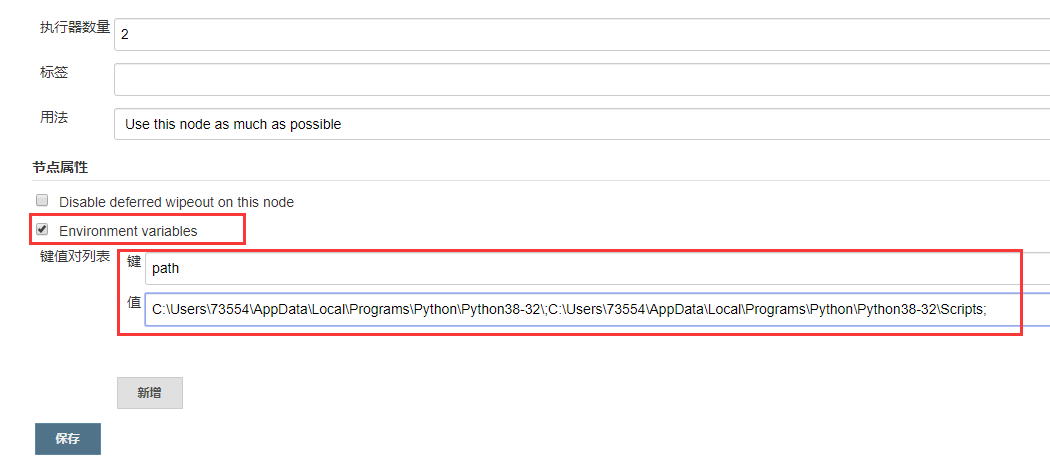 执行器数量 2
标签
用法 Use this node as much as possible
节点属性
Disable deferred wipeout on this node
Environment variables
键值对列表 键 path
值 C:\Users\73554\AppData\Local\Programs\Python\Python38-32\;C:\Users\73554\AppData\Local\Programs\Python\Python38-32\Scripts;
新增
保存